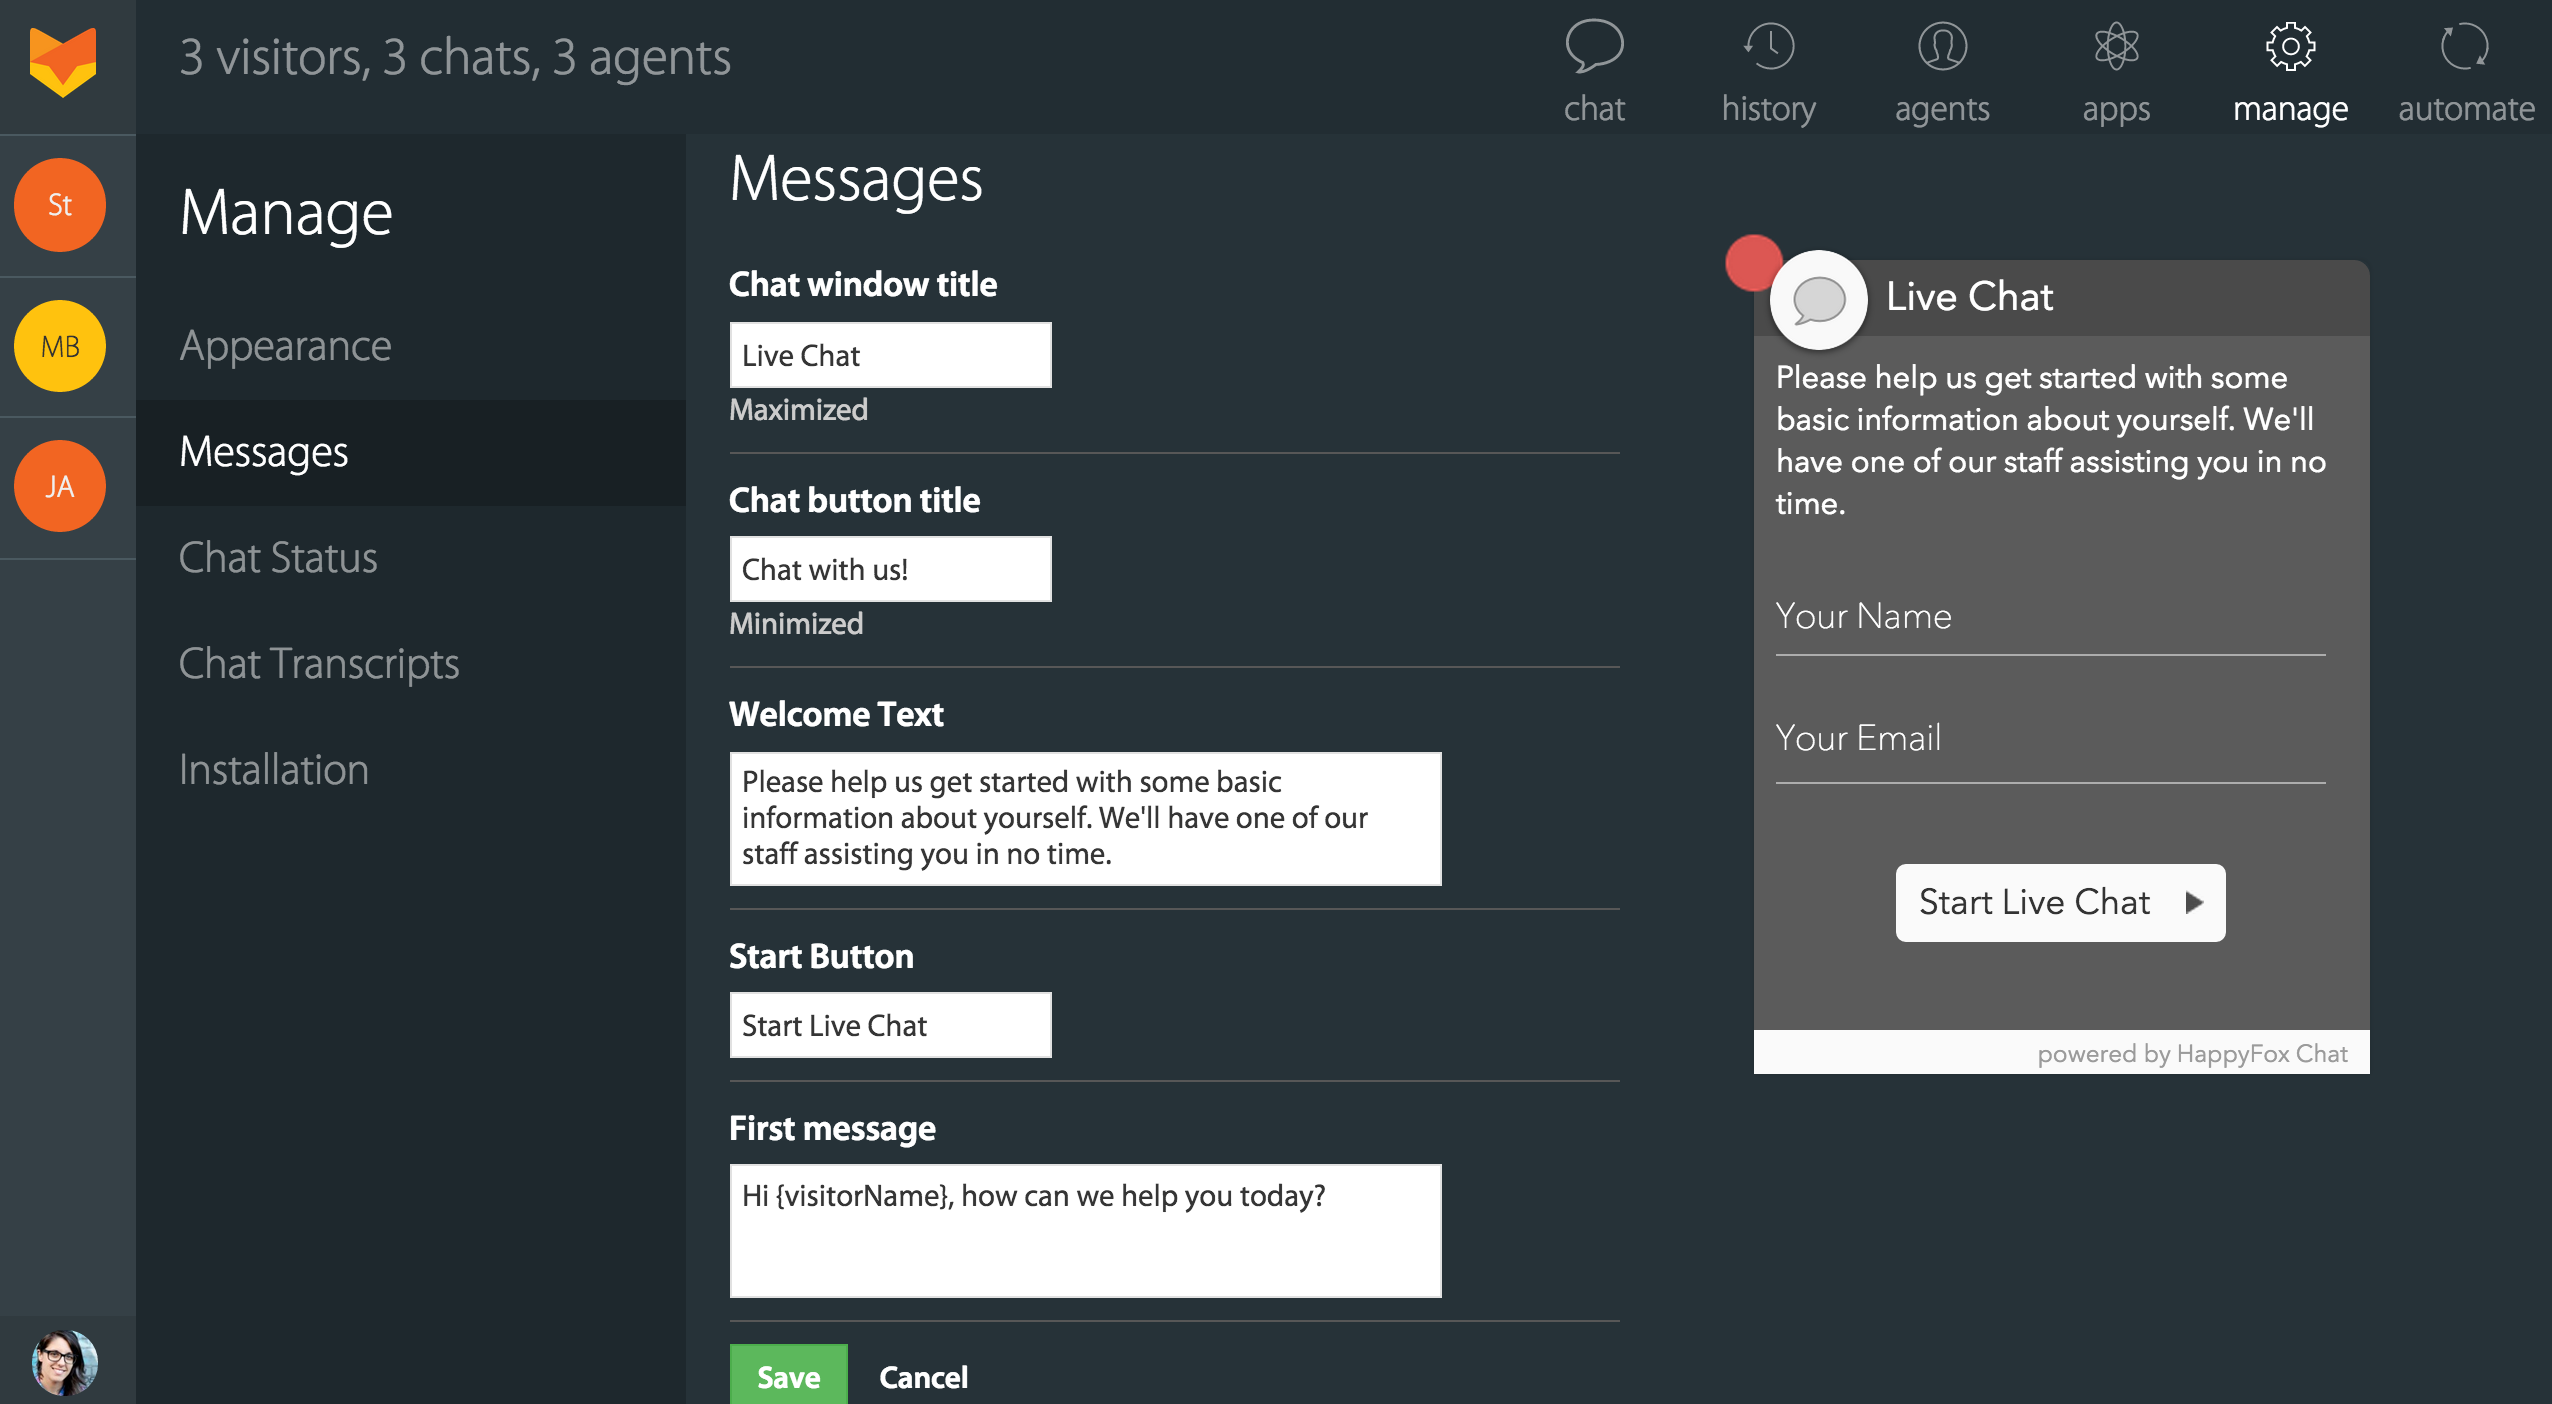 3 visitors, 3 chats, 3 agents
chat
history
agents
apps
manage
automate
St
MB
JA
Manage
Appearance
Messages
Chat Status
Chat Transcripts
Installation
Messages
Chat window title
Live Chat
Maximized
Chat button title
Chat with us!
Minimized
Welcome Text
Please help us get started with some basic
information about yourself. We'll have one of our
staff assisting you in no time.
Start Button
Start Live Chat
First message
Hi {visitorName}, how can we help you today?
Save
Cancel
Live Chat
Please help us get started with some
basic information about yourself. We'll
have one of our staff assisting you in no
time.
Your Name
Your Email
Start Live Chat
powered by HappyFox Chat